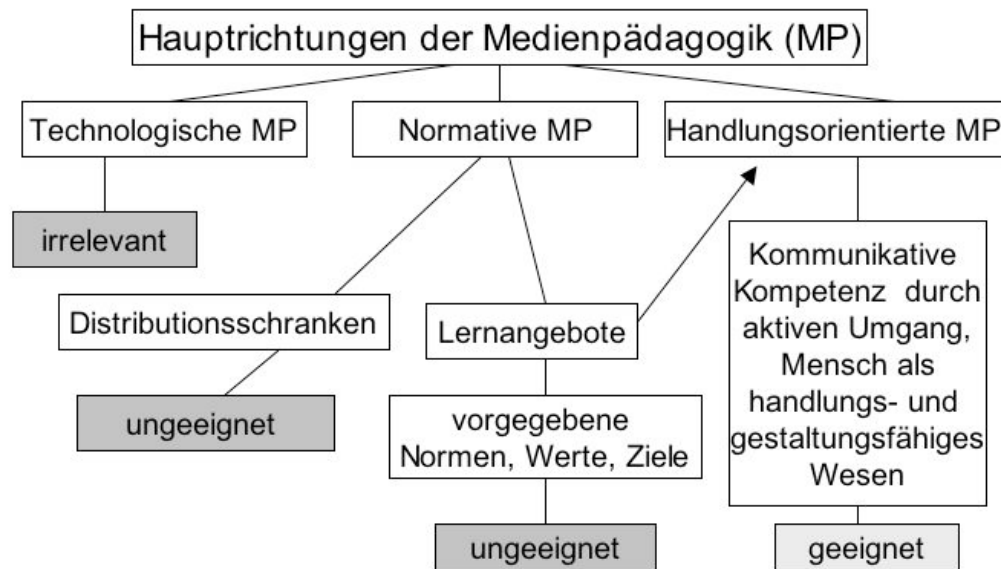 Hauptrichtungen der Medienpädagogik (MP)
Technologische MP
Normative MP
Handlungsorientierte MP
irrelevant
Distributionsschranken
ungeeignet
Lernangebote
vorgegebene
Normen, Werte, Ziele
ungeeignet
Kommunikative
Kompetenz durch
aktiven Umgang,
Mensch als
handlungs- und
gestaltungsfähiges
Wesen
geeignet